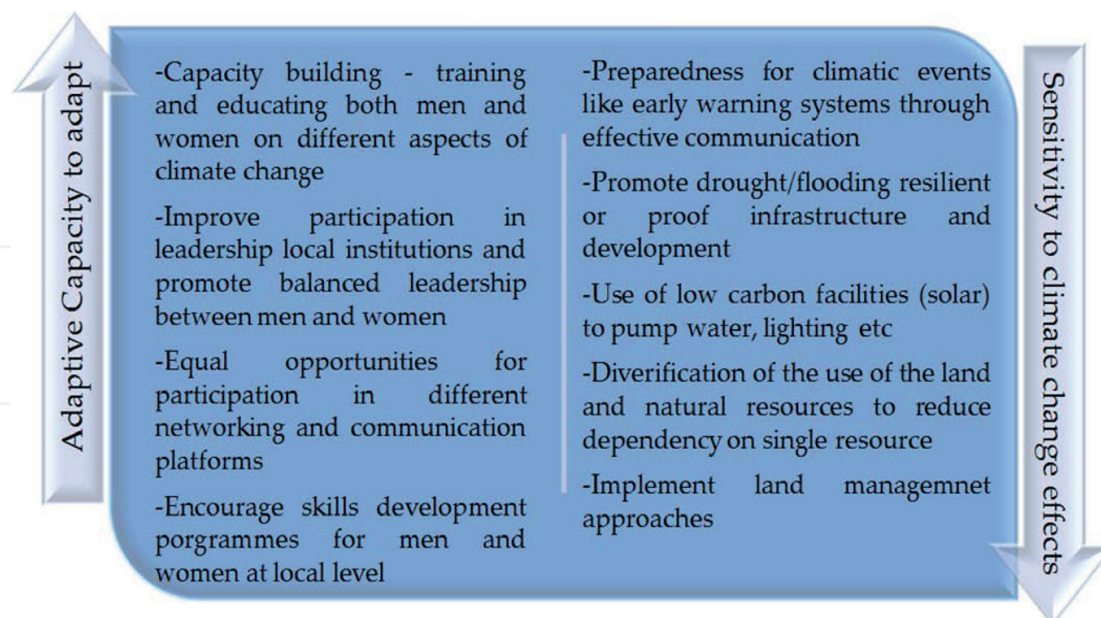 Adaptive Capacity to adapt
-Capacity building - training
and educating both men and
women on different aspects of
climate change
-Improve participation in
leadership local institutions and
promote balanced leadership
between men and women
-Equal opportunities for
participation in different
networking and communication
platforms
-Encourage skills development
porgrammes for men and
women at local level
-Preparedness for climatic events
like early warning systems through
effective communication
-Promote drought/flooding resilient
or proof infrastructure and
development
-Use of low carbon facilities (solar)
to pump water, lighting etc
-Diverification of the use of the land
and natural resources to reduce
dependency on single resource
-Implement land managemnet
approaches
Sensitivity to climate change effects